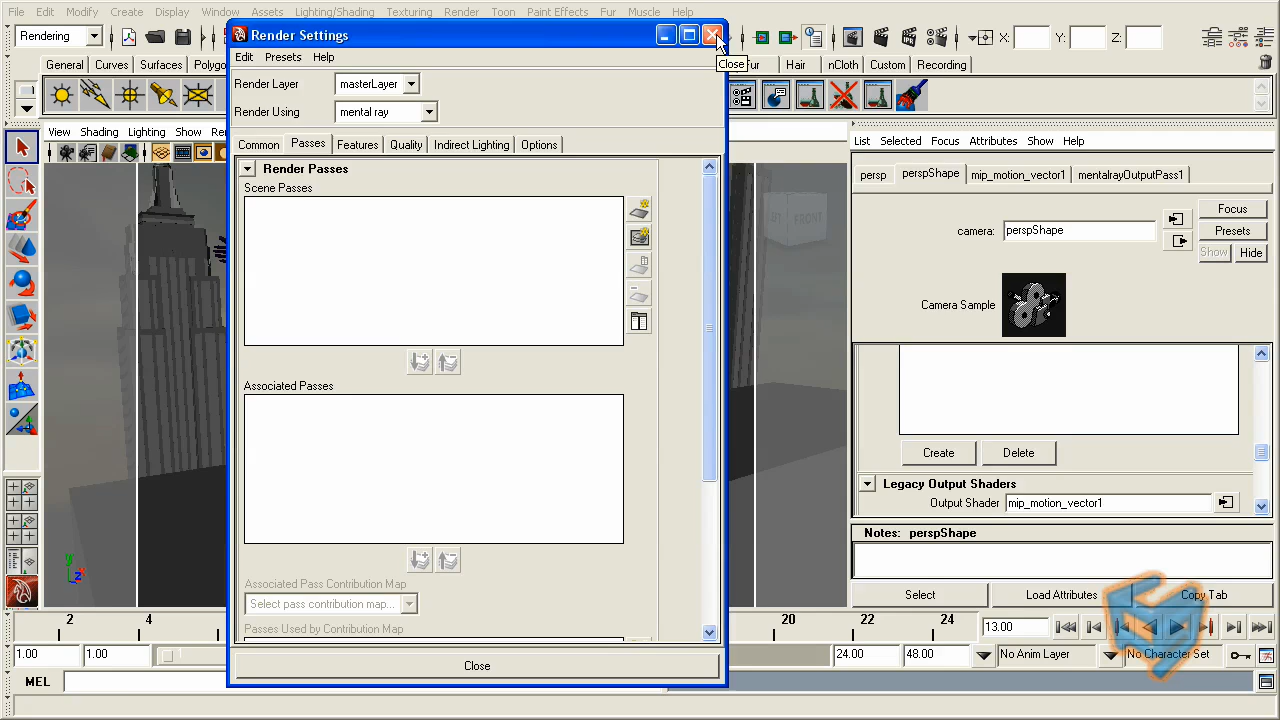 File Edit Modify Create Display Window Assets Lighting/Shading Texturing Render Toon Paint Effects Fur Muscle Help
Rendering
X: Y: Z:
Render Settings
Close
General Curves Surfaces Polygo Fur Hair nCloth Custom Recording
Edit Presets Help
Render Layer masterLayer
Render Using mental ray
View Shading Lighting Show Re
List Selected Focus Attributes Show Help
Common Passes Features Quality Indirect Lighting Options
persp perspShape mip_motion_vector1 mentalrayOutputPass1
Render Passes
Scene Passes
FRONT
camera: perspShape
Focus
Presets
Show Hide
Camera Sample
Associated Passes
Create Delete
Legacy Output Shaders
Output Shader mip_motion_vector1
Notes: perspShape
y
z x
Associated Pass Contribution Map
Select pass contribution map...
Passes Used by Contribution Map
Select Load Attributes Copy Tab
2 4 20 22 24
13.00
1.00 1.00 24.00 48.00 No Anim Layer No Character Set
Close
MEL